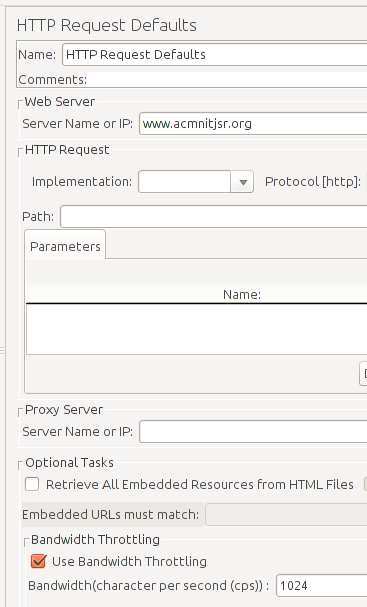 HTTP Request Defaults
Name: HTTP Request Defaults
Comments:
Web Server
Server Name or IP: www.acmnitjsr.org
HTTP Request
Implementation: Protocol [http]:
Path:
Parameters
Name:
Proxy Server
Server Name or IP:
Optional Tasks
Retrieve All Embedded Resources from HTML Files
Embedded URLs must match:
Bandwidth Throttling
Use Bandwidth Throttling
Bandwidth(character per second (cps)) : 1024